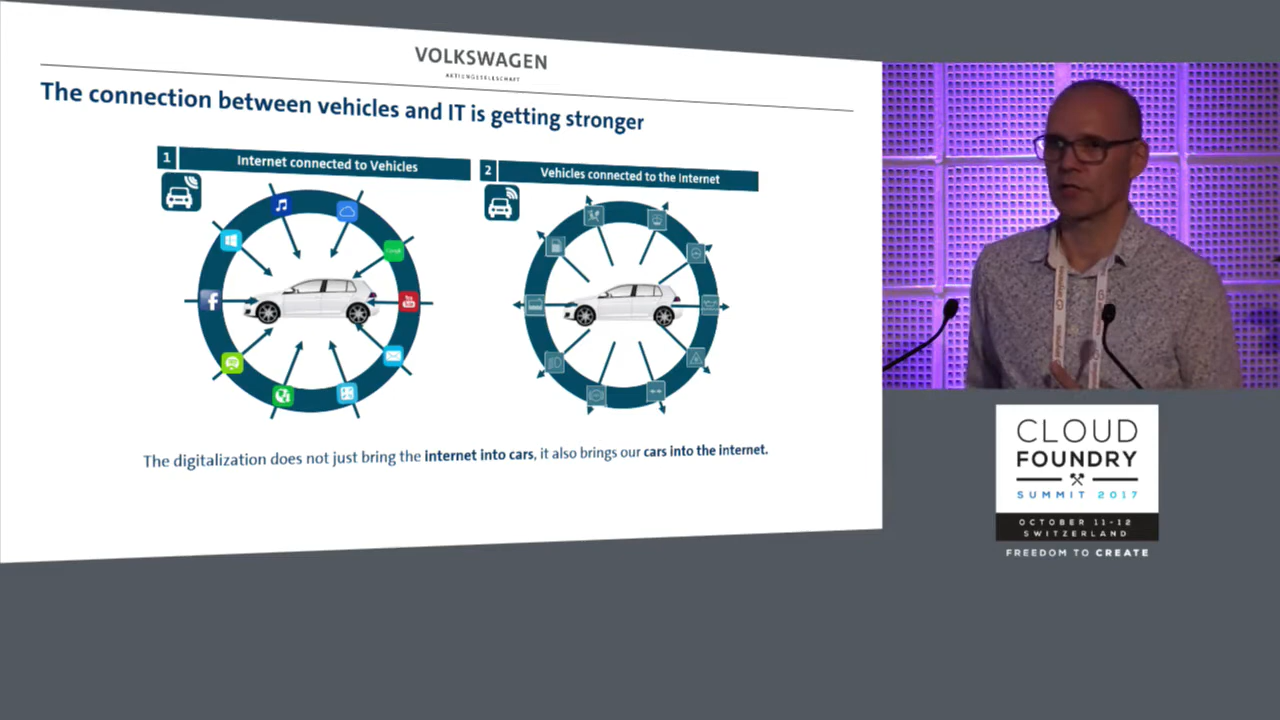 VOLKSWAGEN
AKTIENGESELLSCHAFT
The connection between vehicles and IT is getting stronger
1 Internet connected to Vehicles
2 Vehicles connected to the Internet
You
Tube
The digitalization does not just bring the internet into cars, it also brings our cars into the internet.
CLOUD
FOUNDRY
SUMMIT 2017
OCTOBER 11-12
SWITZERLAND
FREEDOM TO CREATE